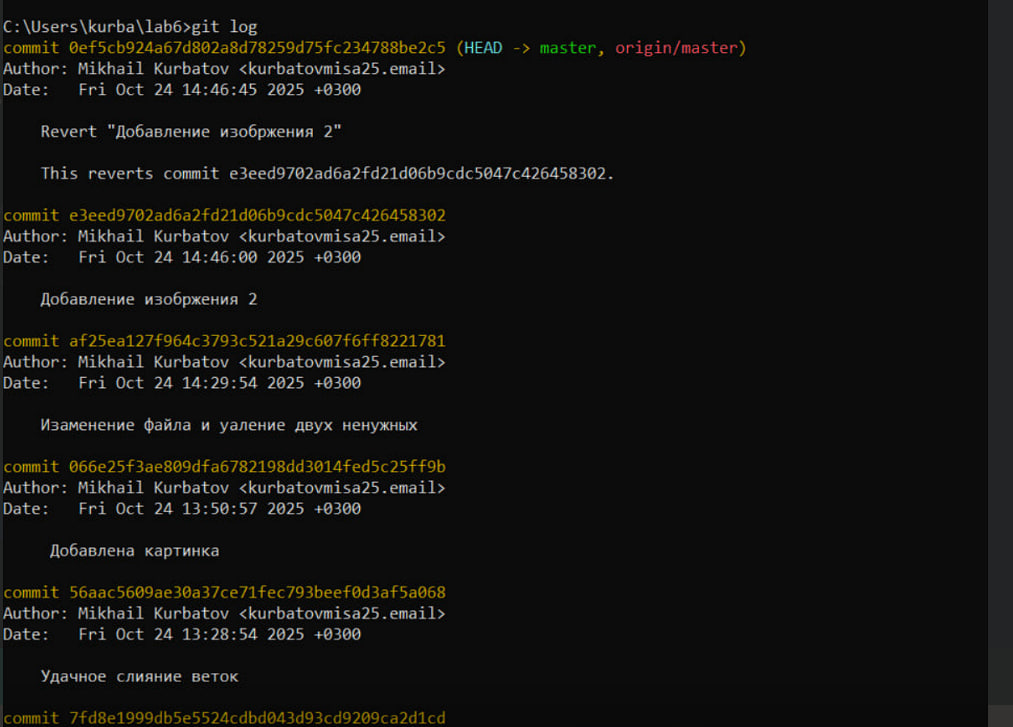 C:\Users\kurba\lab6>git log
commit 0ef5cb924a67d802a8d78259d75fc234788be2c5 (HEAD -> master, origin/master)
Author: Mikhail Kurbatov <kurbatovmisa25.email>
Date:   Fri Oct 24 14:46:45 2025 +0300
Revert "Добавление изобржения 2"
This reverts commit e3eed9702ad6a2fd21d06b9cdc5047c426458302.
commit e3eed9702ad6a2fd21d06b9cdc5047c426458302
Author: Mikhail Kurbatov <kurbatovmisa25.email>
Date:   Fri Oct 24 14:46:00 2025 +0300
Добавление изобржения 2
commit af25ea127f964c3793c521a29c607f6ff8221781
Author: Mikhail Kurbatov <kurbatovmisa25.email>
Date:   Fri Oct 24 14:29:54 2025 +0300
Изаменение файла и уаление двух ненужных
commit 066e25f3ae809dfa6782198dd3014fed5c25ff9b
Author: Mikhail Kurbatov <kurbatovmisa25.email>
Date:   Fri Oct 24 13:50:57 2025 +0300
Добавлена картинка
commit 56aac5609ae30a37ce71fec793beef0d3af5a068
Author: Mikhail Kurbatov <kurbatovmisa25.email>
Date:   Fri Oct 24 13:28:54 2025 +0300
Удачное слияние веток
commit 7fd8e1999db5e5524cdbd043d93cd9209ca2d1cd